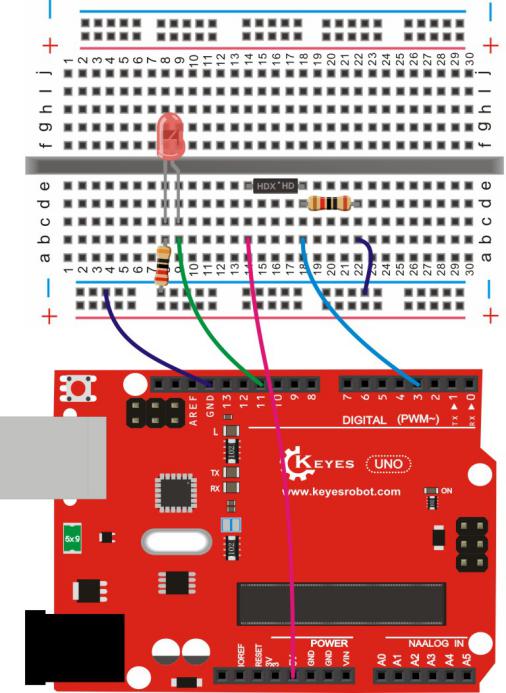 − −
+ +
1 2 3 4 5 6 7 8 9 10 11 12 13 14 15 16 17 18 19 20 21 22 23 24 25 26 27 28 29 30
j j
i i
h h
g g
f f
e HDX*HD e
d d
c c
b b
a a
1 2 3 4 5 6 7 8 9 10 11 12 13 14 15 16 17 18 19 20 21 22 23 24 25 26 27 28 29 30
− −
+ +
AREF GND 13 12 11 10 9 8 7 6 5 4 3 2 TX ▶ 1 RX ▶ 0
DIGITAL (PWM~)
L
102
KEYES UNO
TX
RX
www.keyesrobot.com
ON
6x9
102
POWER NAALOG IN
IOREF RESET 3V3 GND GND VIN A0 A1 A2 A3 A4 A5